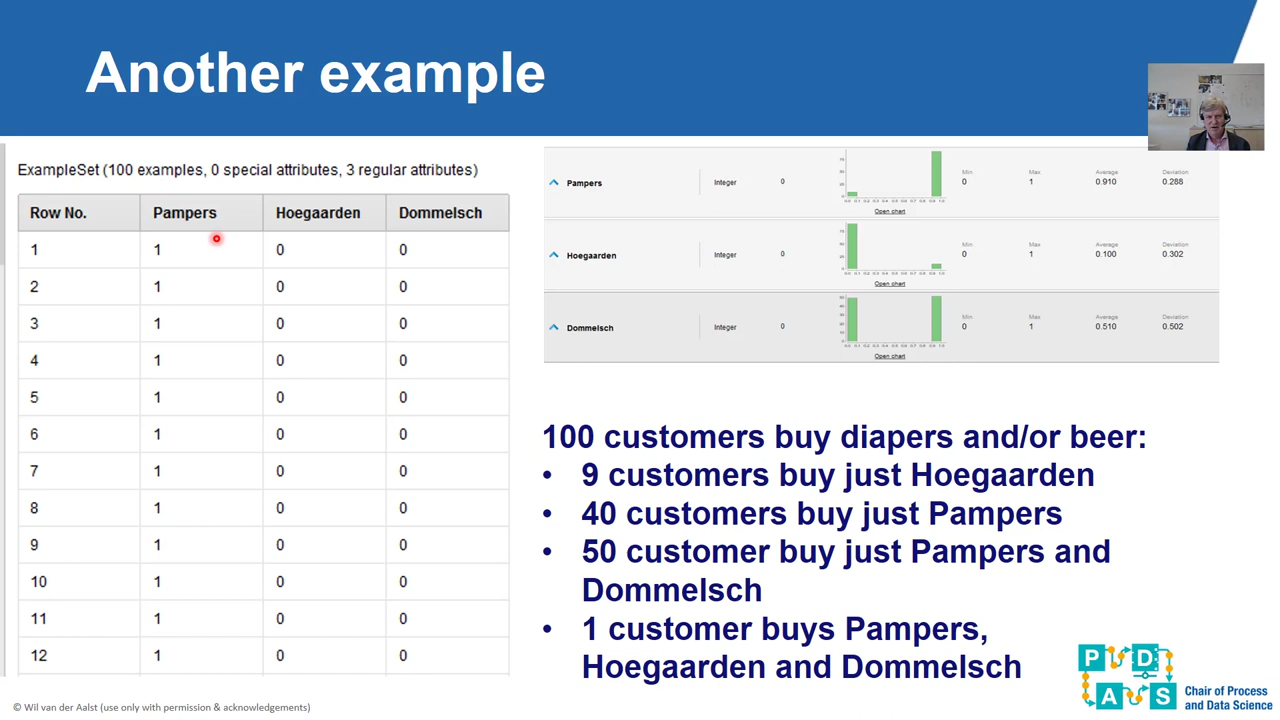 Another example
ExampleSet (100 examples, 0 special attributes, 3 regular attributes)
Row No. Pampers Hoegaarden Dommelsch
1 1 0 0
2 1 0 0
3 1 0 0
4 1 0 0
5 1 0 0
6 1 0 0
7 1 0 0
8 1 0 0
9 1 0 0
10 1 0 0
11 1 0 0
12 1 0 0
Pampers Integer 0 Open chart Min 0 Max 1 Average 0.910 Deviation 0.288
Hoegaarden Integer 0 Open chart Min 0 Max 1 Average 0.100 Deviation 0.302
Dommelsch Integer 0 Open chart Min 0 Max 1 Average 0.510 Deviation 0.502
100 customers buy diapers and/or beer:
• 9 customers buy just Hoegaarden
• 40 customers buy just Pampers
• 50 customer buy just Pampers and
Dommelsch
• 1 customer buys Pampers,
Hoegaarden and Dommelsch
P D
A S
Chair of Process
and Data Science
© Wil van der Aalst (use only with permission & acknowledgements)